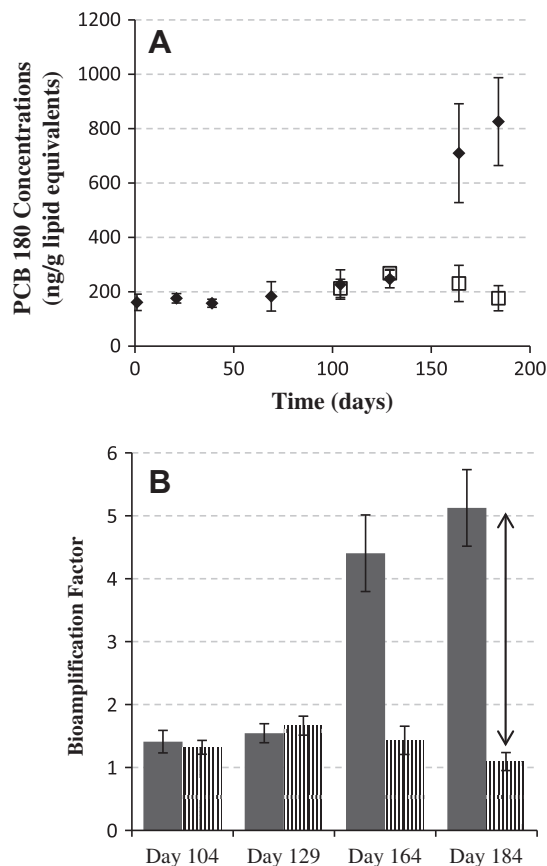 A
PCB 180 Concentrations
(ng/g lipid equivalents)
1200
1000
800
600
400
200
0
0 50 100 150 200
Time (days)
B
Bioamplification Factor
6
5
4
3
2
1
0
Day 104 Day 129 Day 164 Day 184